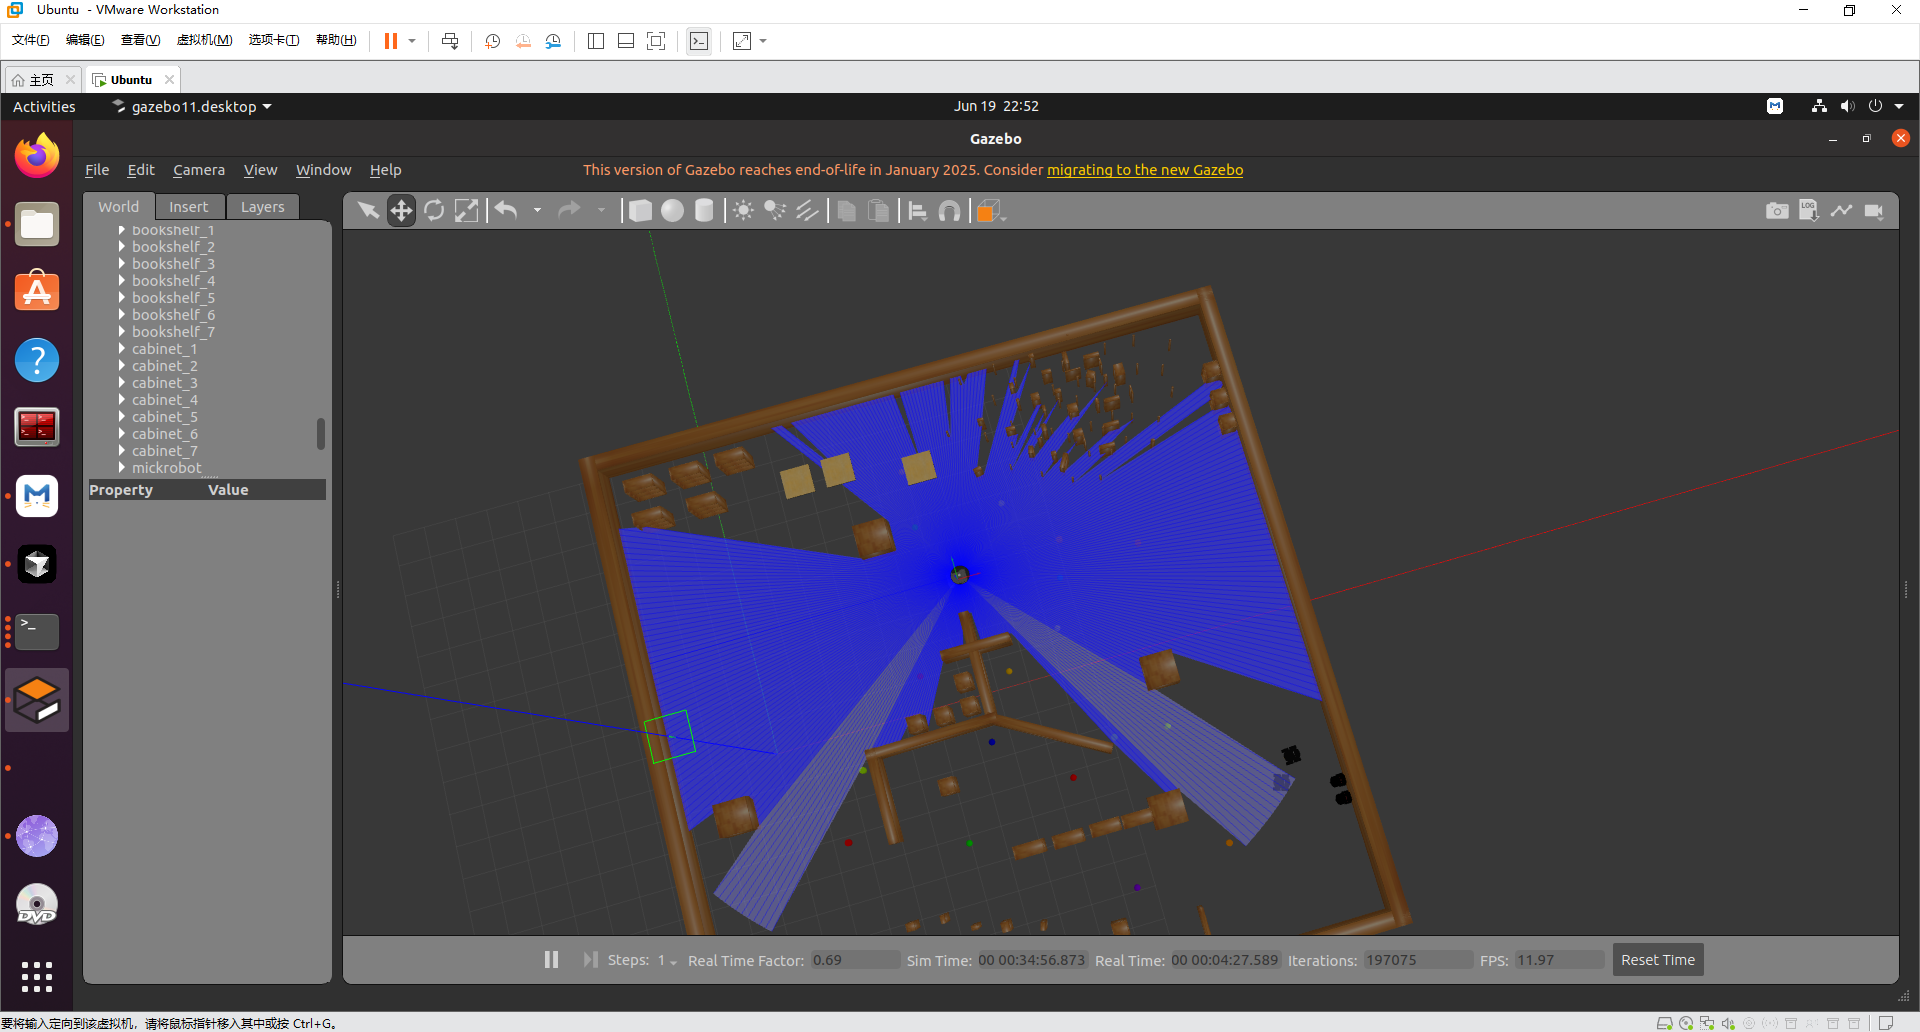 Ubuntu - VMware Workstation
文件(F) 编辑(E) 查看(V) 虚拟机(M) 选项卡(T) 帮助(H)
主页 Ubuntu
Activities gazebo11.desktop Jun 19 22:52
Gazebo
File Edit Camera View Window Help This version of Gazebo reaches end-of-life in January 2025. Consider migrating to the new Gazebo
World Insert Layers
LOG
bookshelf_1
bookshelf_2
bookshelf_3
bookshelf_4
bookshelf_5
bookshelf_6
bookshelf_7
cabinet_1
cabinet_2
cabinet_3
cabinet_4
cabinet_5
cabinet_6
cabinet_7
mickrobot
Property Value
DVD
Steps: 1 Real Time Factor: 0.69 Sim Time: 00 00:34:56.873 Real Time: 00 00:04:27.589 Iterations: 197075 FPS: 11.97 Reset Time
要将输入定向到该虚拟机，请将鼠标指针移入其中或按 Ctrl+G。